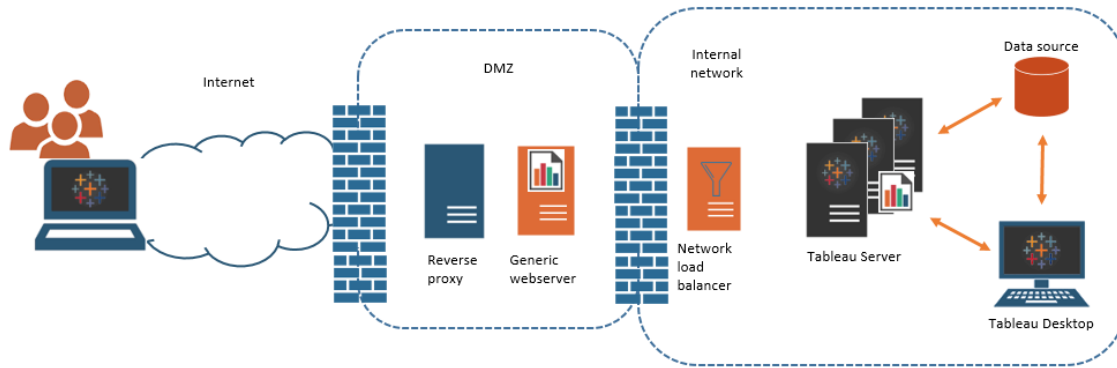 Internet
DMZ
Internal
network
Data source
Reverse
proxy
Generic
webserver
Network
load
balancer
Tableau Server
Tableau Desktop